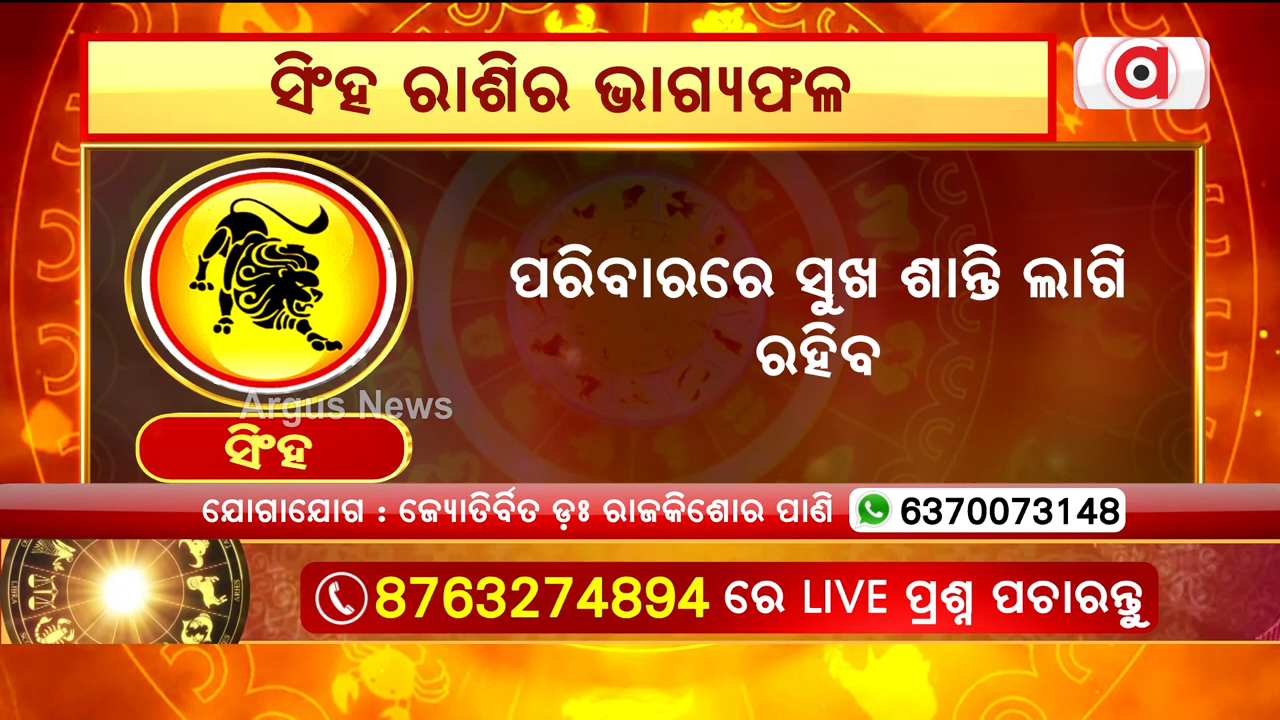 ସିଂହ ରାଶିର ଭାଗ୍ୟଫଳ
a
ପରିବାରରେ ସୁଖ ଶାନ୍ତି ଲାଗି
ରହିବ
Argus News
ସିଂହ
ଯୋଗାଯୋଗ : ଜ୍ୟୋତିର୍ବିତ ଡ଼ଃ ରାଜକିଶୋର ପାଣି 6370073148
8763274894 ରେ LIVE ପ୍ରଶ୍ନ ପଚାରନ୍ତୁ